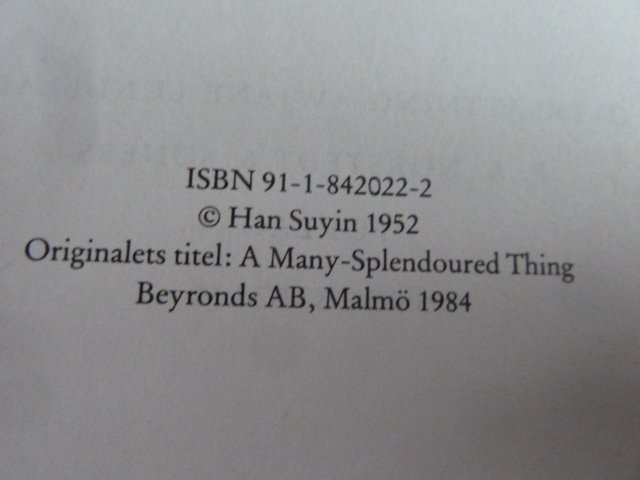 ISBN 91-1-842022-2
© Han Suyin 1952
Originalets titel: A Many-Splendoured Thing
Beyronds AB, Malmö 1984